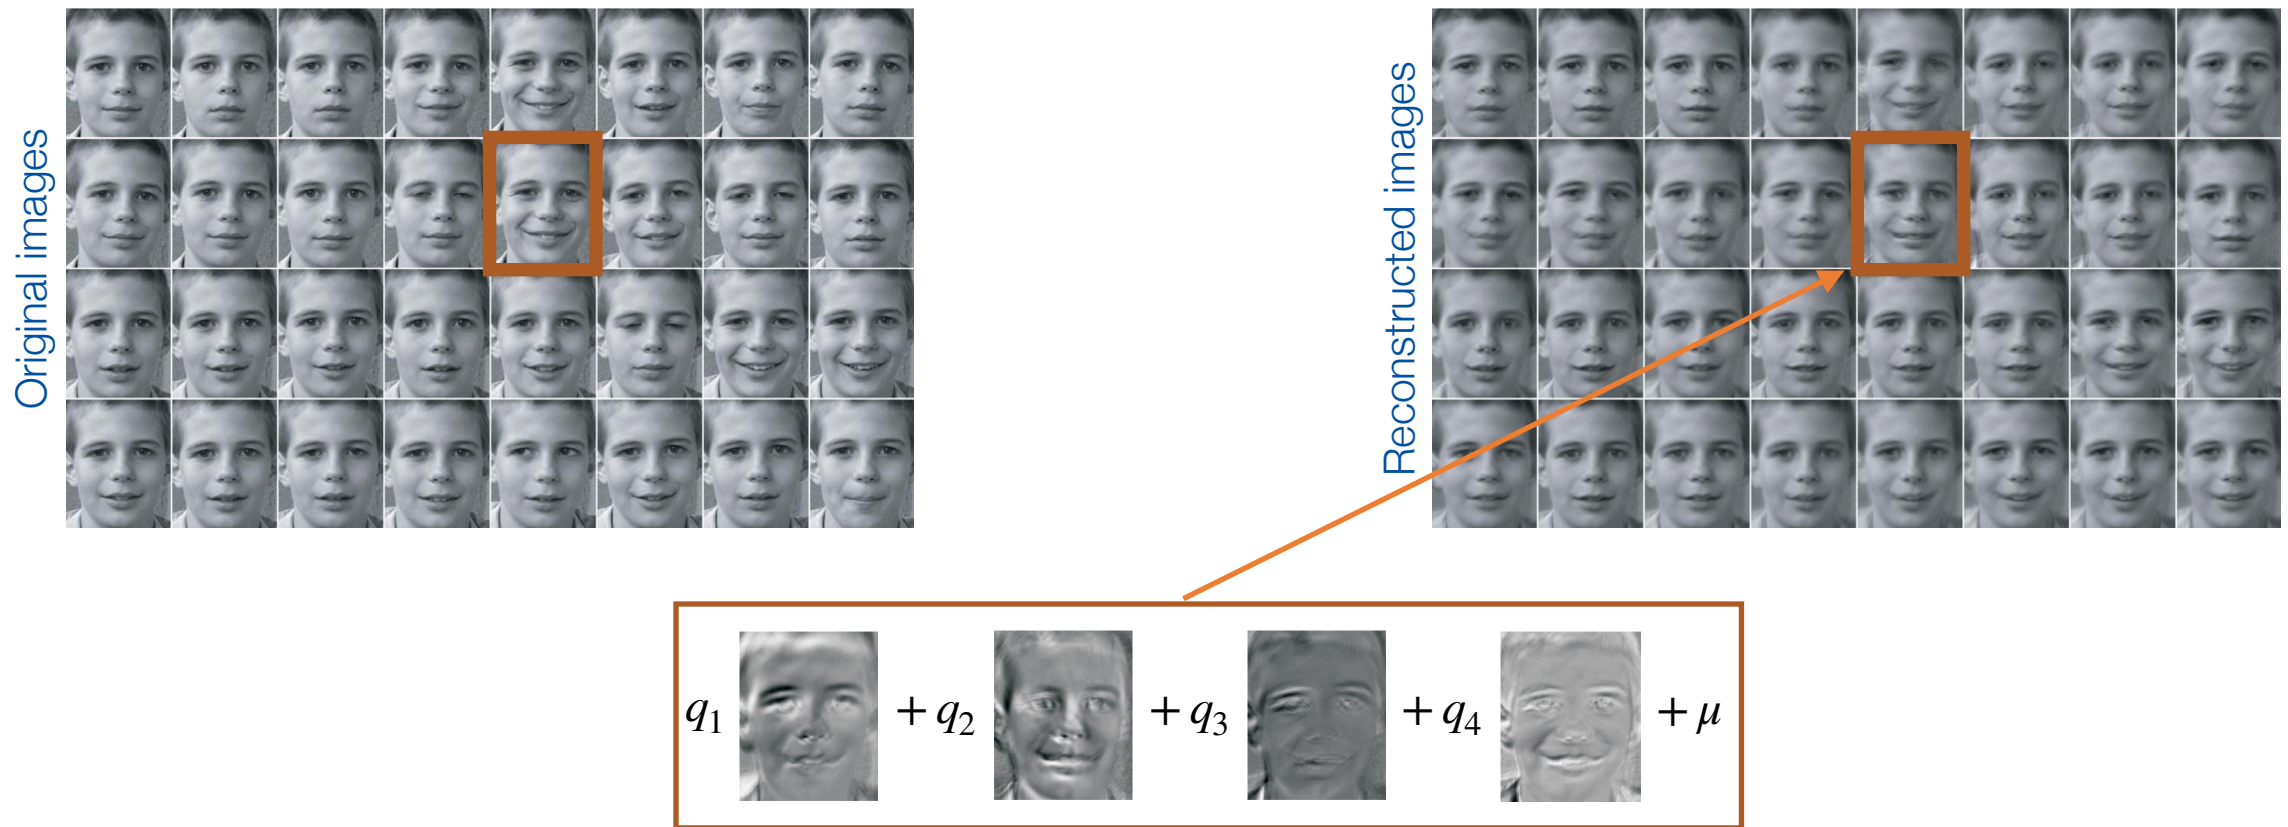 Original images
Reconstructed images
q₁ + q₂ + q₃ + q₄ + μ